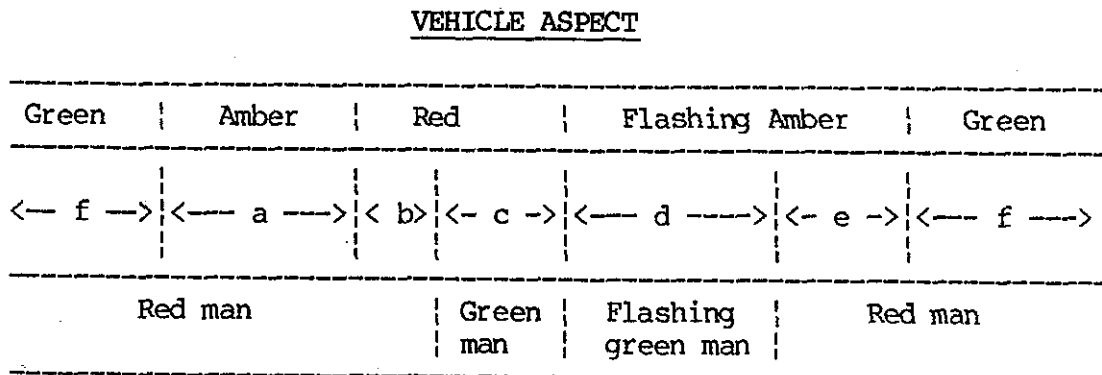 VEHICLE ASPECT
Green | Amber | Red | Flashing Amber | Green
<-- f -->|<--- a --->|< b>|<- c ->|<--- d ---->|<- e ->|<--- f --->
Red man | Green | Flashing | Red man
man | green man |